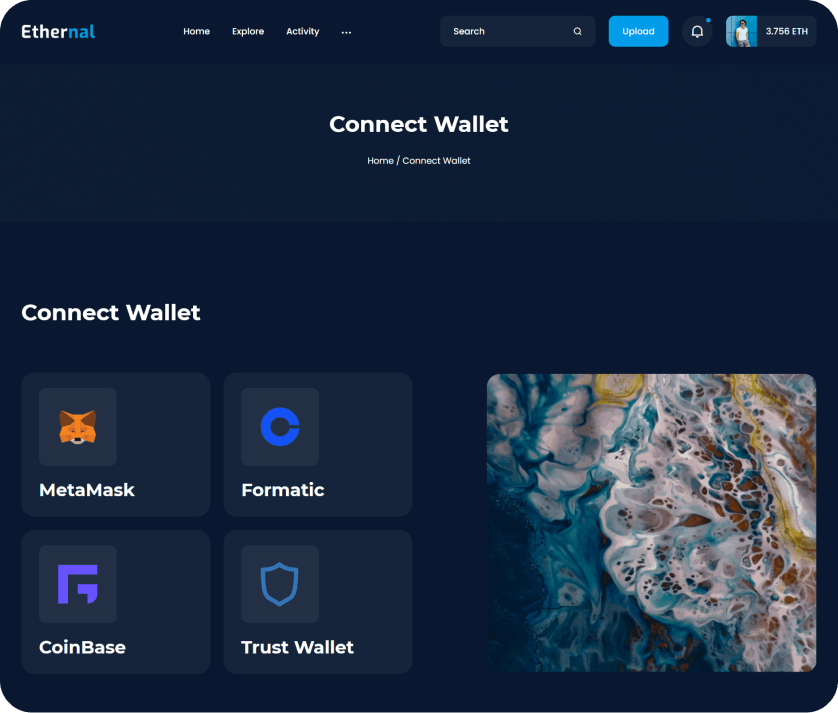 Ethernal
Home
Explore
Activity
...
Search
Upload
3.756 ETH
Connect Wallet
Home / Connect Wallet
Connect Wallet
MetaMask
Formatic
CoinBase
Trust Wallet